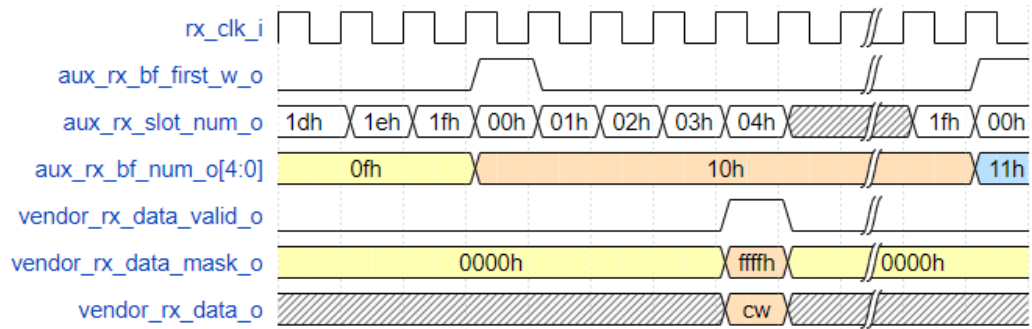 rx_clk_i
aux_rx_bf_first_w_o
aux_rx_slot_num_o 1dh 1eh 1fh 00h 01h 02h 03h 04h 1fh 00h
aux_rx_bf_num_o[4:0] 0fh 10h 11h
vendor_rx_data_valid_o
vendor_rx_data_mask_o 0000h ffffh 0000h
vendor_rx_data_o cw